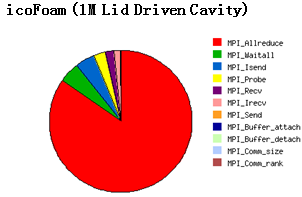 icoFoam (1M Lid Driven Cavity)
MPI_Allreduce
MPI_Waitall
MPI_Isend
MPI_Probe
MPI_Recv
MPI_Irecv
MPI_Send
MPI_Buffer_attach
MPI_Buffer_detach
MPI_Comm_size
MPI_Comm_rank